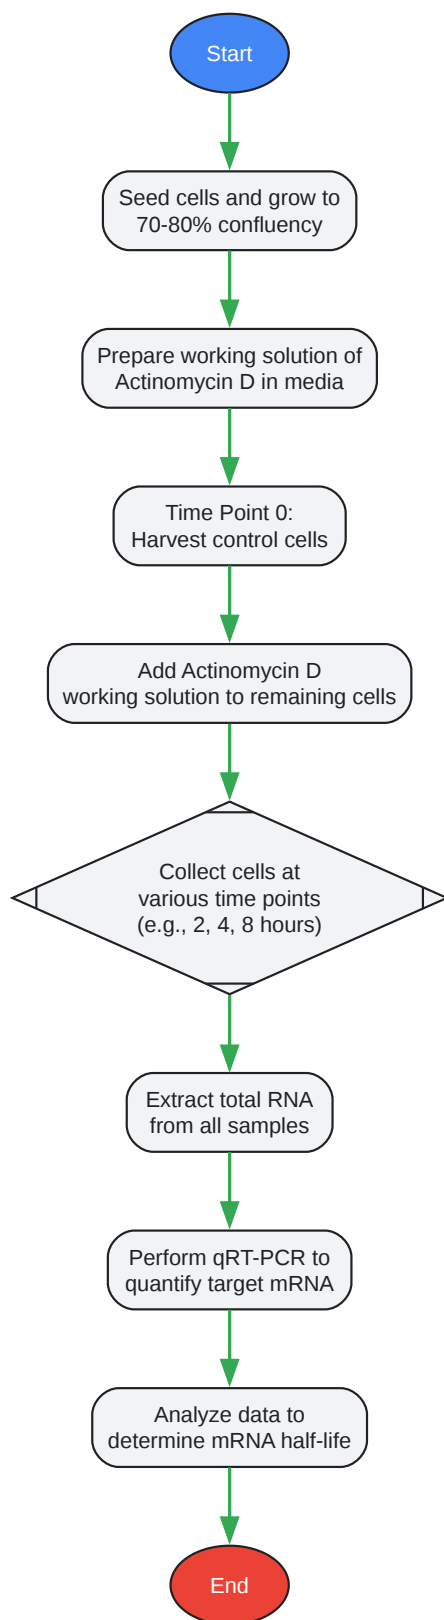 Start
Seed cells and grow to
70-80% confluency
Prepare working solution of
Actinomycin D in media
Time Point 0:
Harvest control cells
Add Actinomycin D
working solution to remaining cells
Collect cells at
various time points
(e.g., 2, 4, 8 hours)
Extract total RNA
from all samples
Perform qRT-PCR to
quantify target mRNA
Analyze data to
determine mRNA half-life
End